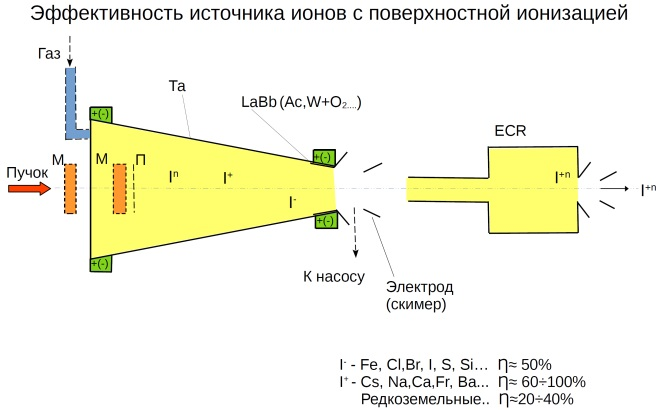 Эффективность источника ионов с поверхностной ионизацией
Газ
Ta
LaBb (Ac,W+O₂....)
+(-)
+(-)
ECR
М
М
П
Пучок
Iⁿ
I⁺
I⁺ⁿ
I⁺ⁿ
I⁻
+(-)
+(-)
К насосу
Электрод
(скимер)
I⁻ - Fe, Cl,Br, I, S, Si… Ƞ≈ 50%
I⁺ - Cs, Na,Ca,Fr, Ba... Ƞ≈ 60÷100%
Редкоземельные.. Ƞ≈20÷40%